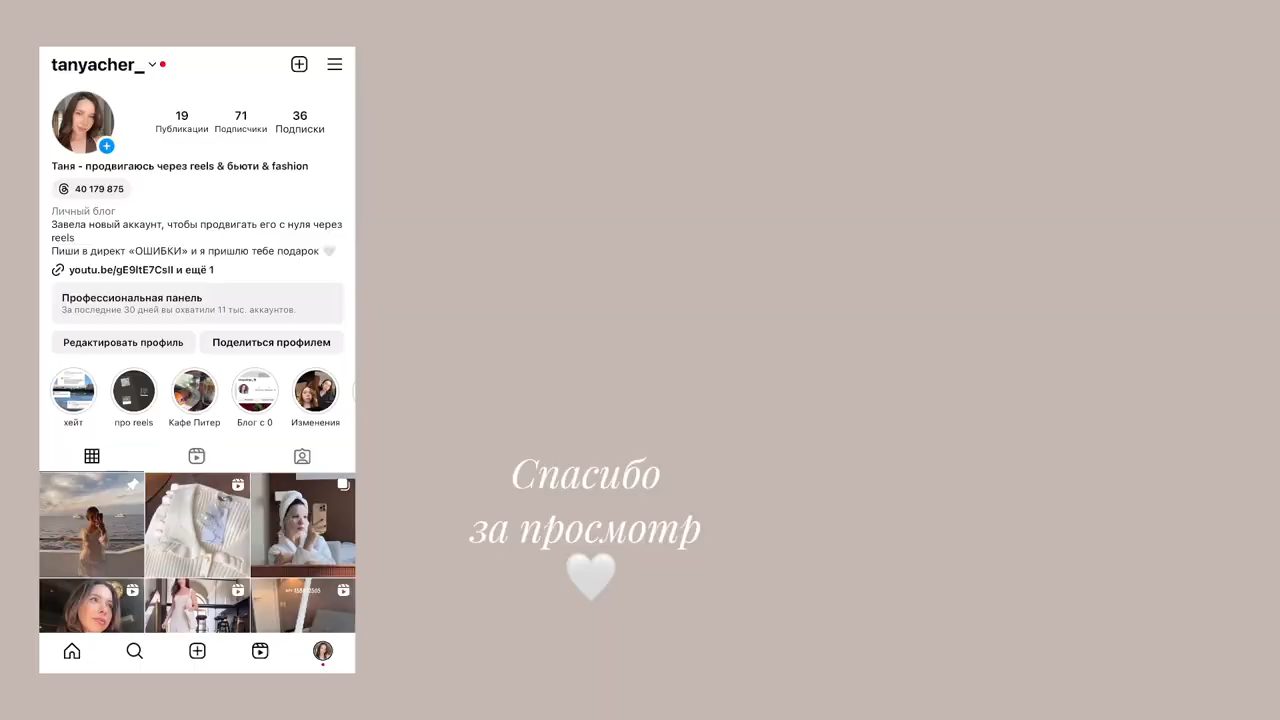 tanyacher_
19 71 36
Публикации Подписчики Подписки
Таня - продвигаюсь через reels & бьюти & fashion
40 179 875
Личный блог
Завела новый аккаунт, чтобы продвигать его с нуля через
reels
Пиши в директ «ОШИБКИ» и я пришлю тебе подарок 🤍
youtu.be/gE9ItE7CsII и ещё 1
Профессиональная панель
За последние 30 дней вы охватили 11 тыс. аккаунтов.
Редактировать профиль Поделиться профилем
хейт про reels Кафе Питер Блог с 0 Изменения
Спасибо
за просмотр
🤍